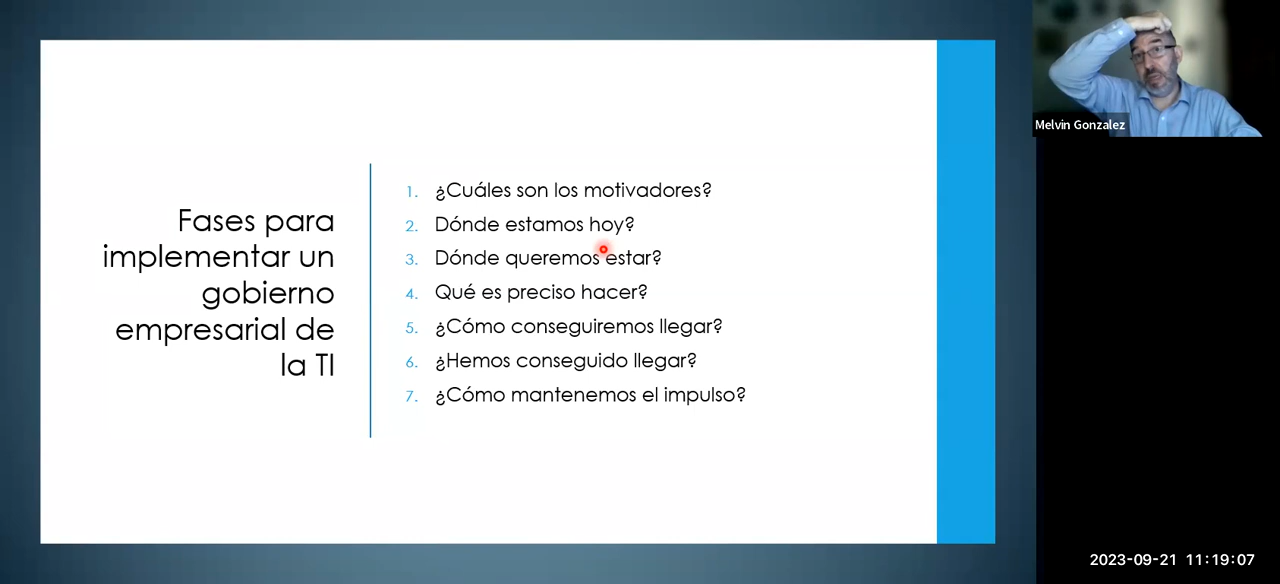 Fases para
implementar un
gobierno
empresarial de
la TI
1. ¿Cuáles son los motivadores?
2. Dónde estamos hoy?
3. Dónde queremos estar?
4. Qué es preciso hacer?
5. ¿Cómo conseguiremos llegar?
6. ¿Hemos conseguido llegar?
7. ¿Cómo mantenemos el impulso?
Melvin Gonzalez
2023-09-21 11:19:07